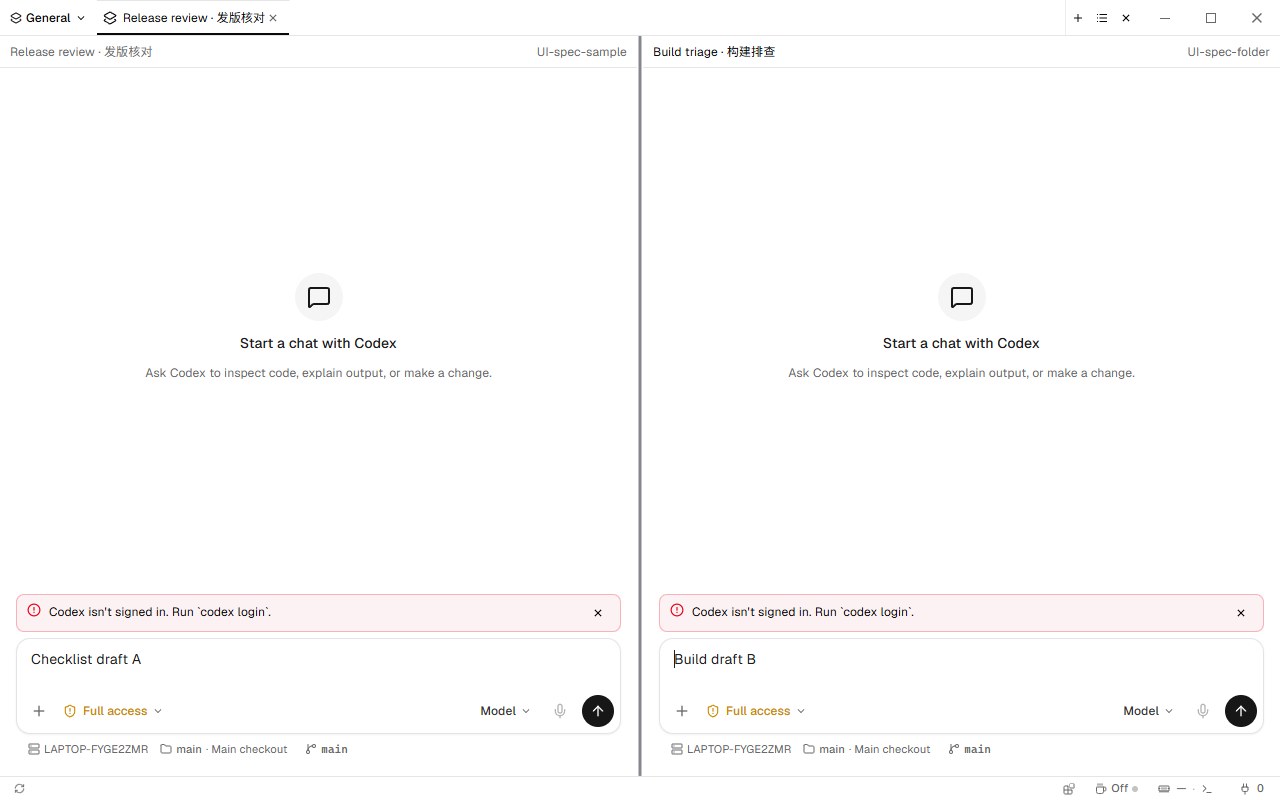 General
Release review · 发版核对
Release review · 发版核对
UI-spec-sample
Build triage · 构建排查
UI-spec-folder
Start a chat with Codex
Ask Codex to inspect code, explain output, or make a change.
Codex isn't signed in. Run `codex login`.
Checklist draft A
Full access
Model
LAPTOP-FYGE2ZMR
main · Main checkout
main
Start a chat with Codex
Ask Codex to inspect code, explain output, or make a change.
Codex isn't signed in. Run `codex login`.
Build draft B
Full access
Model
LAPTOP-FYGE2ZMR
main · Main checkout
main
Off
— ·
0